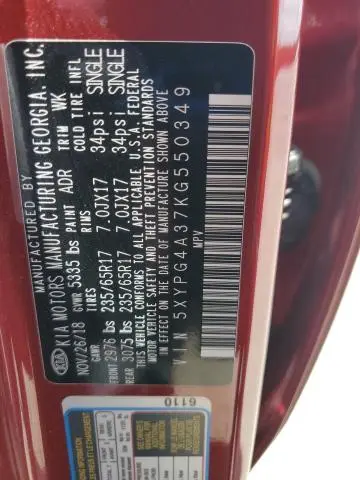 MANUFACTURED BY
KIA MOTORS MANUFACTURING GEORGIA, INC.
NOV/26/18 GVWR 5335 lbs PAINT ADR TRIM WK
GAWR TIRES RIMS COLD TIRE INFL
FRONT 2976 lbs 235/65R17 7.0JX17 34psi SINGLE
REAR 3075 lbs 235/65R17 7.0JX17 34psi SINGLE
THIS VEHICLE CONFORMS TO ALL APPLICABLE U.S.A. FEDERAL
MOTOR VEHICLE SAFETY AND THEFT PREVENTION STANDARDS
IN EFFECT ON THE DATE OF MANUFACTURE SHOWN ABOVE
VIN 5XYPG4A37KG550349
MPV
KIA
6110